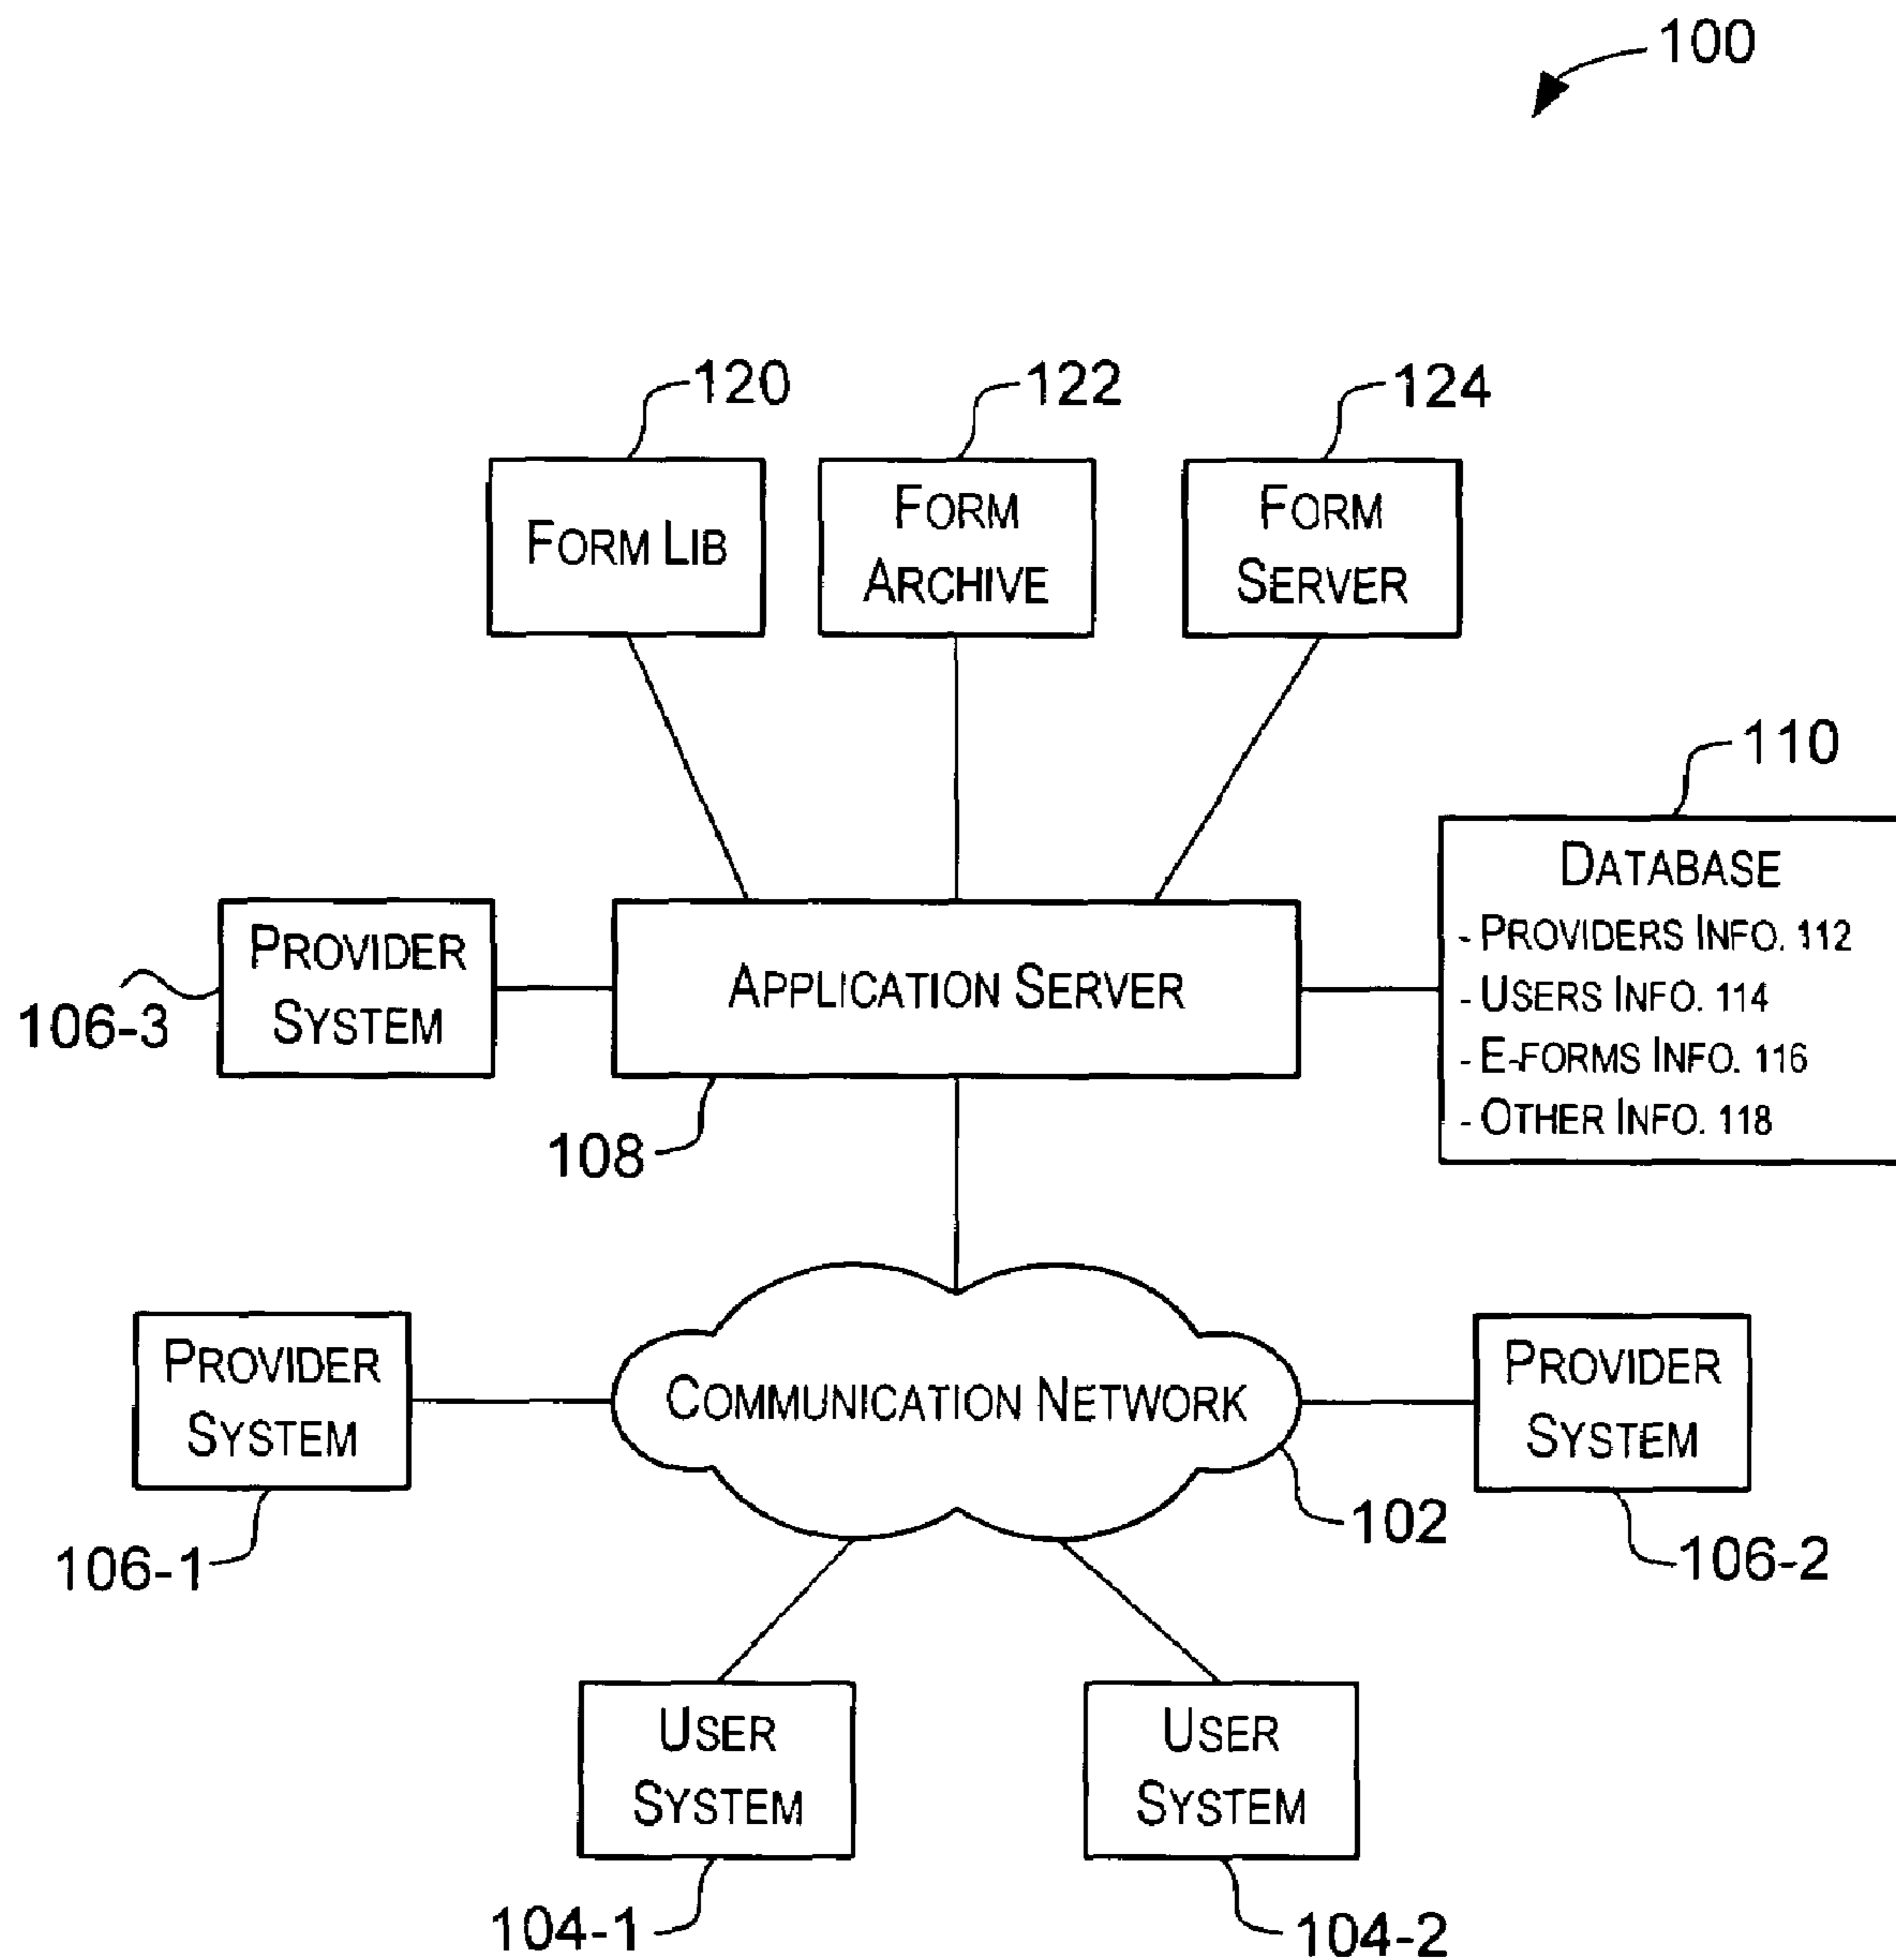 100
120
122
124
FORM LIB
FORM
ARCHIVE
FORM
SERVER
110
DATABASE
- PROVIDERS INFO. 112
- USERS INFO. 114
- E-FORMS INFO. 116
- OTHER INFO. 118
PROVIDER
SYSTEM
106-3
APPLICATION SERVER
108
PROVIDER
SYSTEM
106-1
COMMUNICATION NETWORK
102
PROVIDER
SYSTEM
106-2
USER
SYSTEM
104-1
USER
SYSTEM
104-2